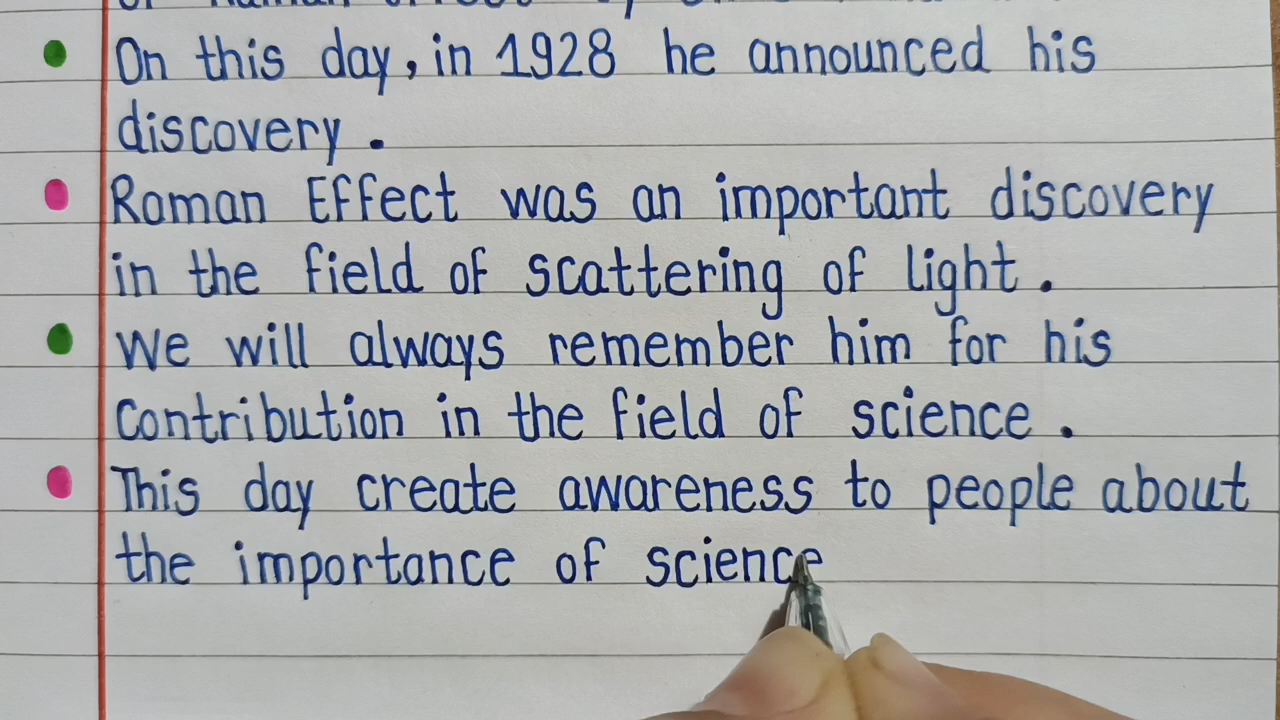 On this day, in 1928 he announced his
discovery.
Raman Effect was an important discovery
in the field of scattering of light.
We will always remember him for his
contribution in the field of science.
This day create awareness to people about
the importance of science